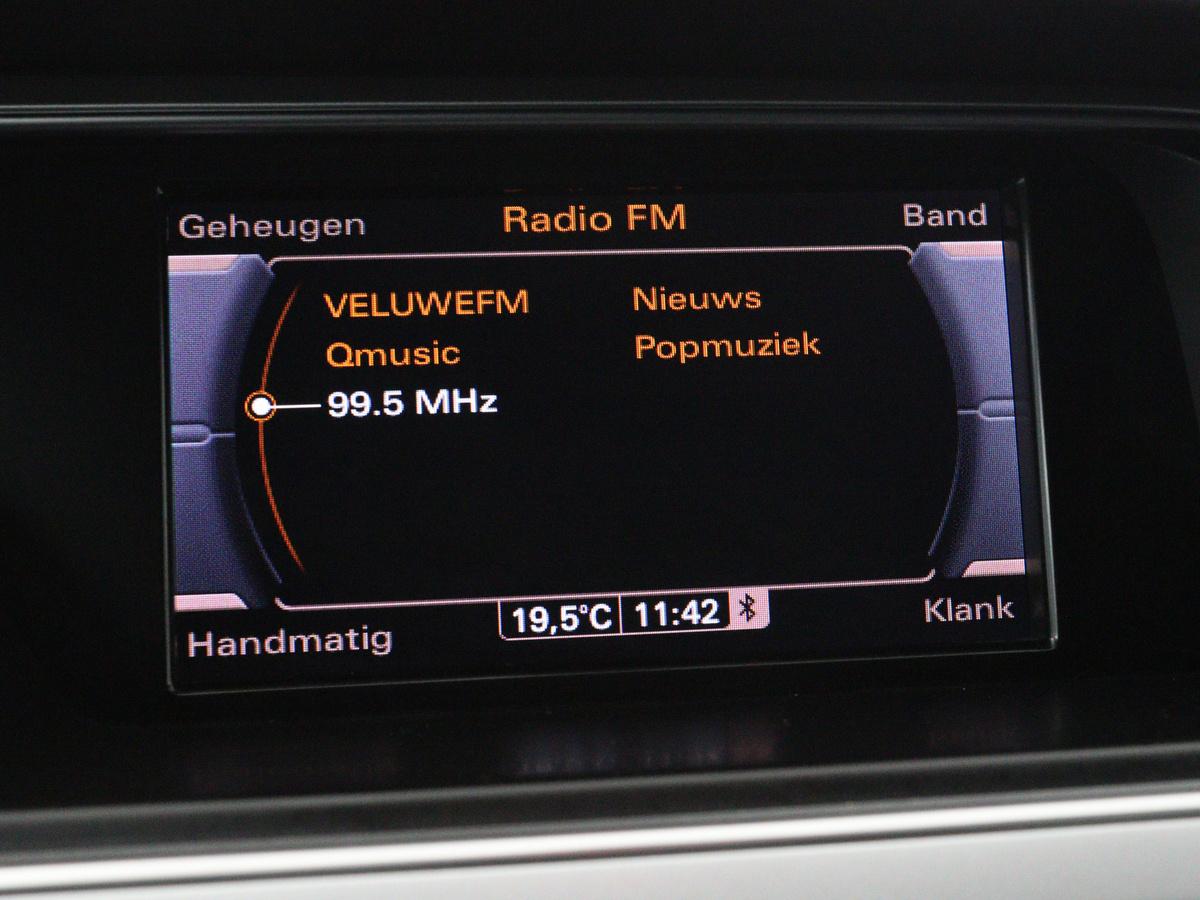 Geheugen Radio FM Band
VELUWEFM Nieuws
Qmusic Popmuziek
99.5 MHz
19,5°C 11:42
Handmatig Klank